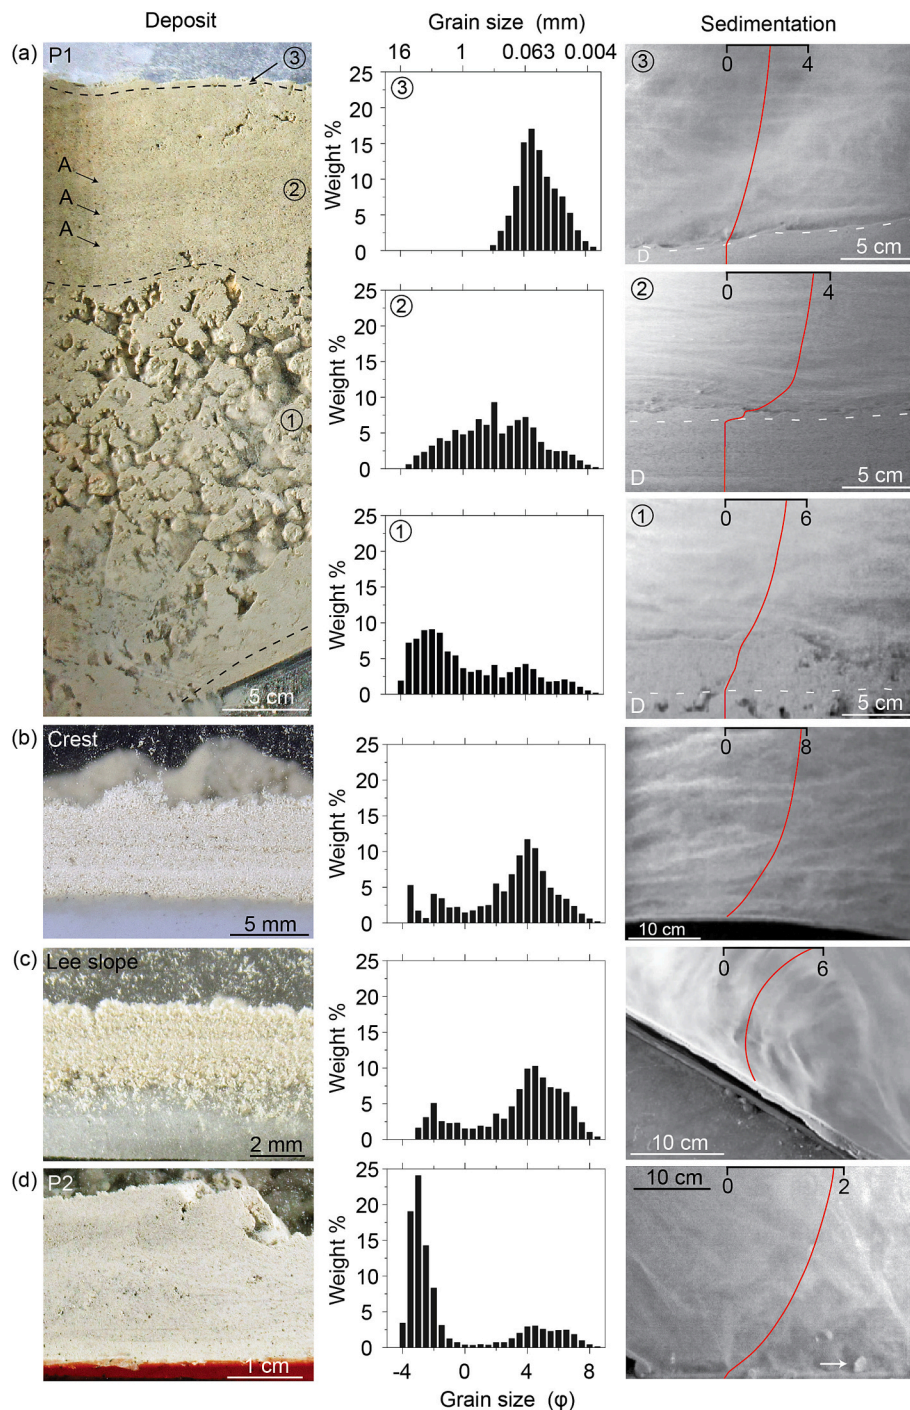 Deposit
Grain size (mm)
Sedimentation
16 1 0.063 0.004
(a) P1
③
A
A
A
②
①
5 cm
③
25
20
15
10
5
0
Weight %
③
0 4
D
5 cm
②
25
20
15
10
5
0
Weight %
②
0 4
D
5 cm
①
25
20
15
10
5
0
Weight %
①
0 6
D
5 cm
(b) Crest
5 mm
25
20
15
10
5
0
Weight %
0 8
10 cm
(c) Lee slope
2 mm
25
20
15
10
5
0
Weight %
0 6
10 cm
(d) P2
1 cm
25
20
15
10
5
0
Weight %
-4 0 4 8
Grain size (φ)
10 cm
0 2